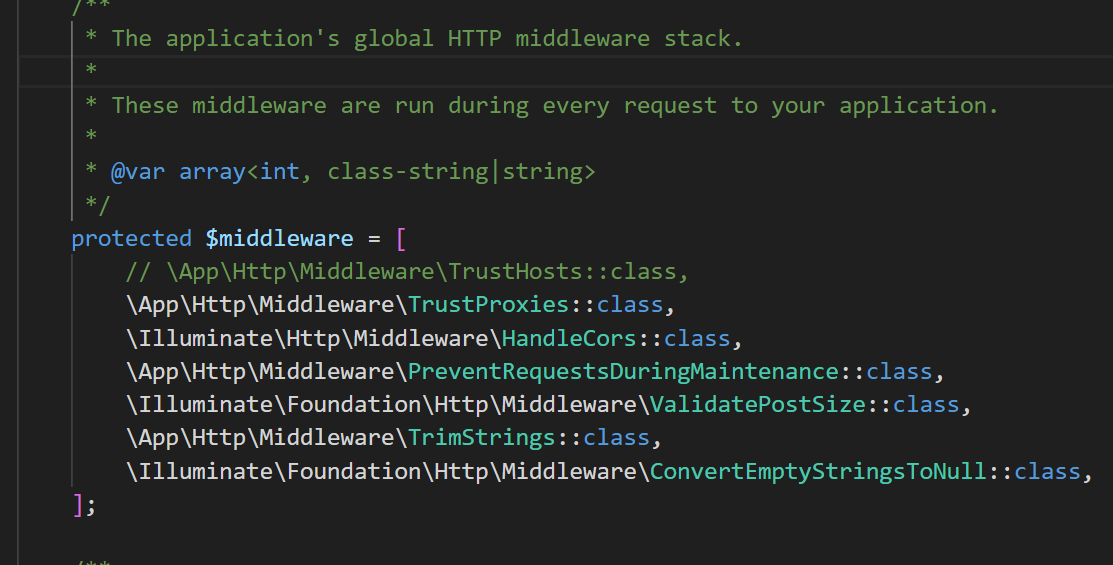 /**
* The application's global HTTP middleware stack.
*
* These middleware are run during every request to your application.
*
* @var array<int, class-string|string>
*/
protected $middleware = [
// \App\Http\Middleware\TrustHosts::class,
\App\Http\Middleware\TrustProxies::class,
\Illuminate\Http\Middleware\HandleCors::class,
\App\Http\Middleware\PreventRequestsDuringMaintenance::class,
\Illuminate\Foundation\Http\Middleware\ValidatePostSize::class,
\App\Http\Middleware\TrimStrings::class,
\Illuminate\Foundation\Http\Middleware\ConvertEmptyStringsToNull::class,
];
/**